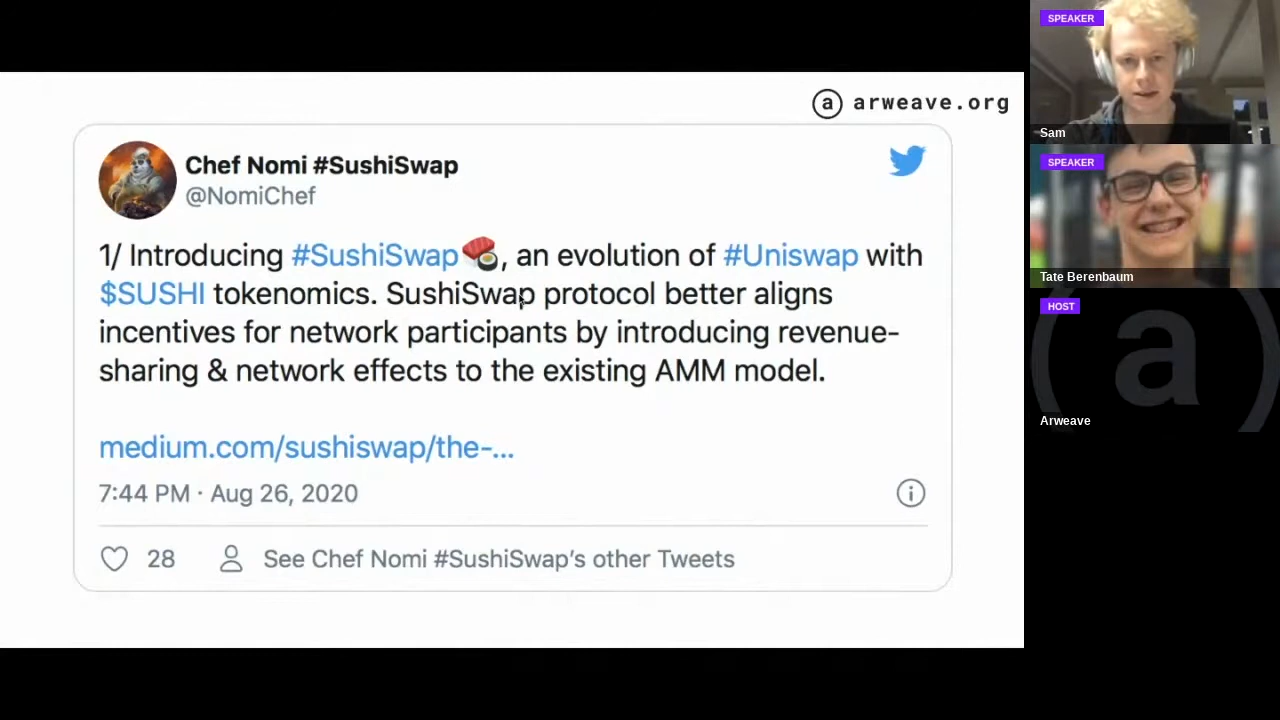 ⓐ arweave.org
Chef Nomi #SushiSwap
@NomiChef
1/ Introducing #SushiSwap🍣, an evolution of #Uniswap with
$SUSHI tokenomics. SushiSwap protocol better aligns
incentives for network participants by introducing revenue-
sharing & network effects to the existing AMM model.
medium.com/sushiswap/the-...
7:44 PM · Aug 26, 2020
28 See Chef Nomi #SushiSwap's other Tweets
SPEAKER
Sam
SPEAKER
Tate Berenbaum
HOST
(a)
Arweave